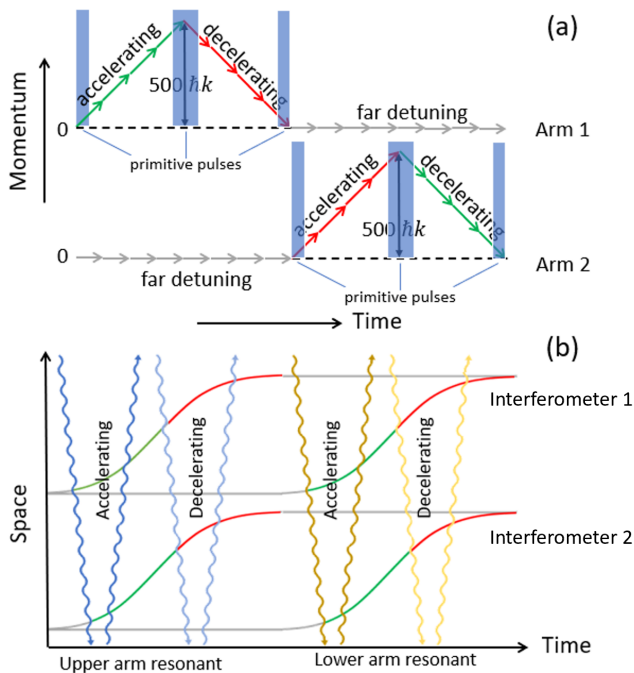 (a)
accelerating
decelerating
500 ħk
Momentum
0
far detuning
Arm 1
primitive pulses
accelerating
decelerating
500 ħk
0
Arm 2
far detuning
primitive pulses
Time
(b)
Interferometer 1
Accelerating
Decelerating
Accelerating
Decelerating
Space
Interferometer 2
Time
Upper arm resonant
Lower arm resonant